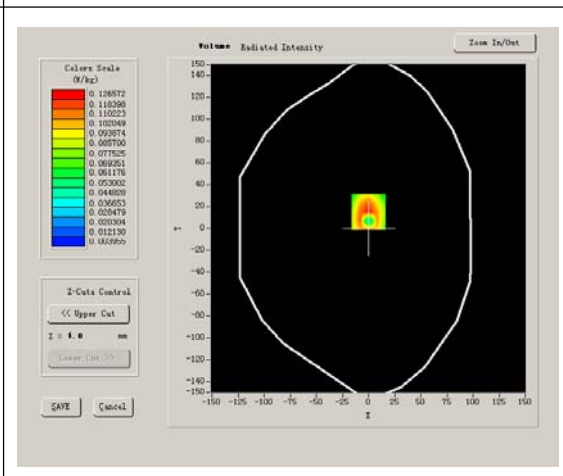 Volume Radiated Intensity
Zoom In/Out
Colors Scale
(W/kg)
0.126572
0.118398
0.110223
0.102049
0.093874
0.085700
0.077525
0.069351
0.061176
0.053002
0.044828
0.036653
0.028479
0.020304
0.012130
0.003955
Z-Cuts Control
<< Upper Cut
Z = 4.0 mm
Lower Cut >>
SAVE
Cancel
150
140
120
100
80
60
40
20
0
-20
-40
-60
-80
-100
-120
-140
-150
Y
-150 -125 -100 -75 -50 -25 0 25 50 75 100 125 150
X